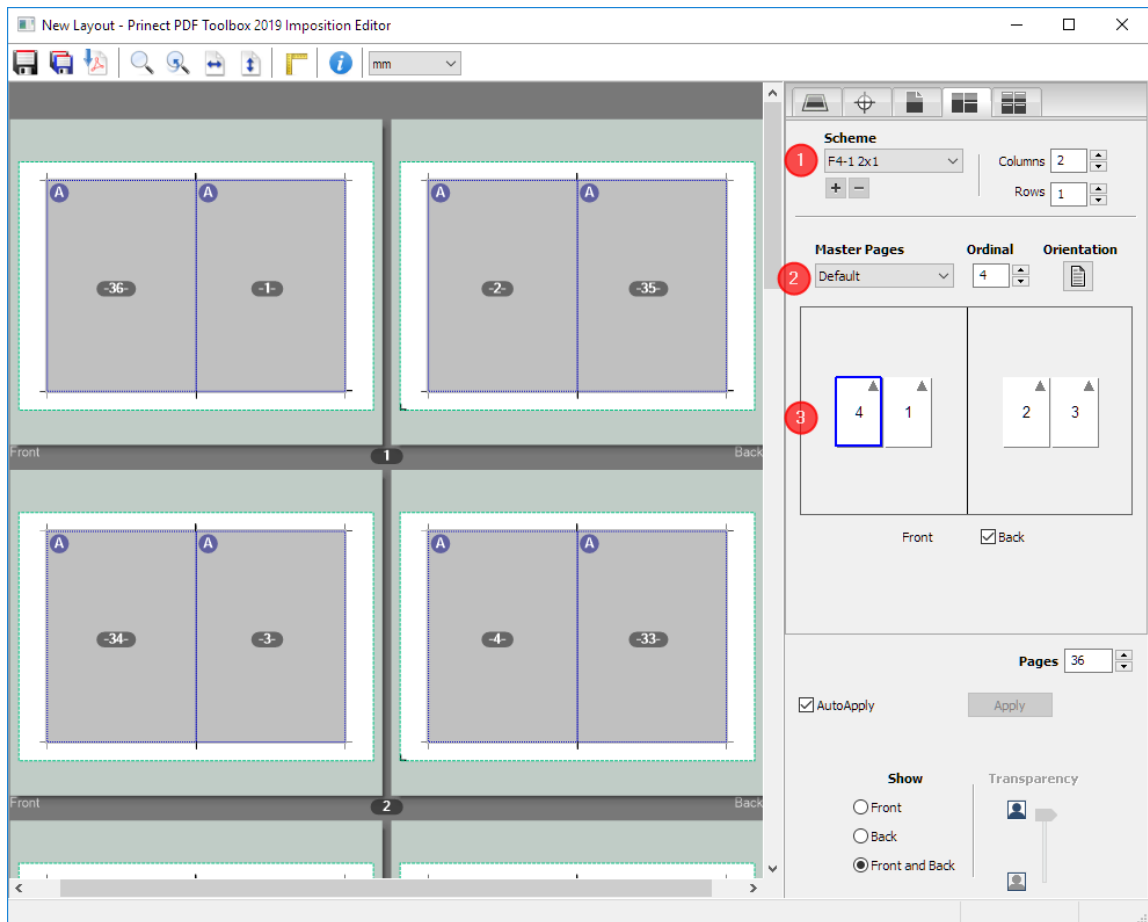 New Layout - Prinect PDF Toolbox 2019 Imposition Editor
mm
A A A A
-36- -1- -2- -35-
Front 1 Back
A A A A
-34- -3- -4- -33-
Front 2 Back
Scheme
1 F4-1 2x1 Columns 2
+ - Rows 1
Master Pages Ordinal Orientation
2 Default 4
3 4 1 2 3
Front Back
Pages 36
AutoApply Apply
Show Transparency
Front
Back
Front and Back